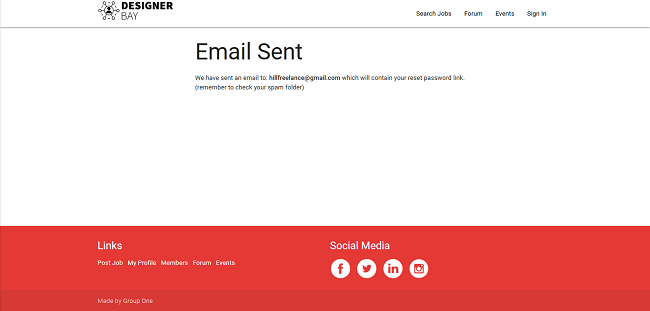 DESIGNER
BAY
Search Jobs Forum Events Sign In
Email Sent
We have sent an email to: hillfreelance@gmail.com which will contain your reset password link.
(remember to check your spam folder)
Links
Post Job My Profile Members Forum Events
Social Media
Made by Group One